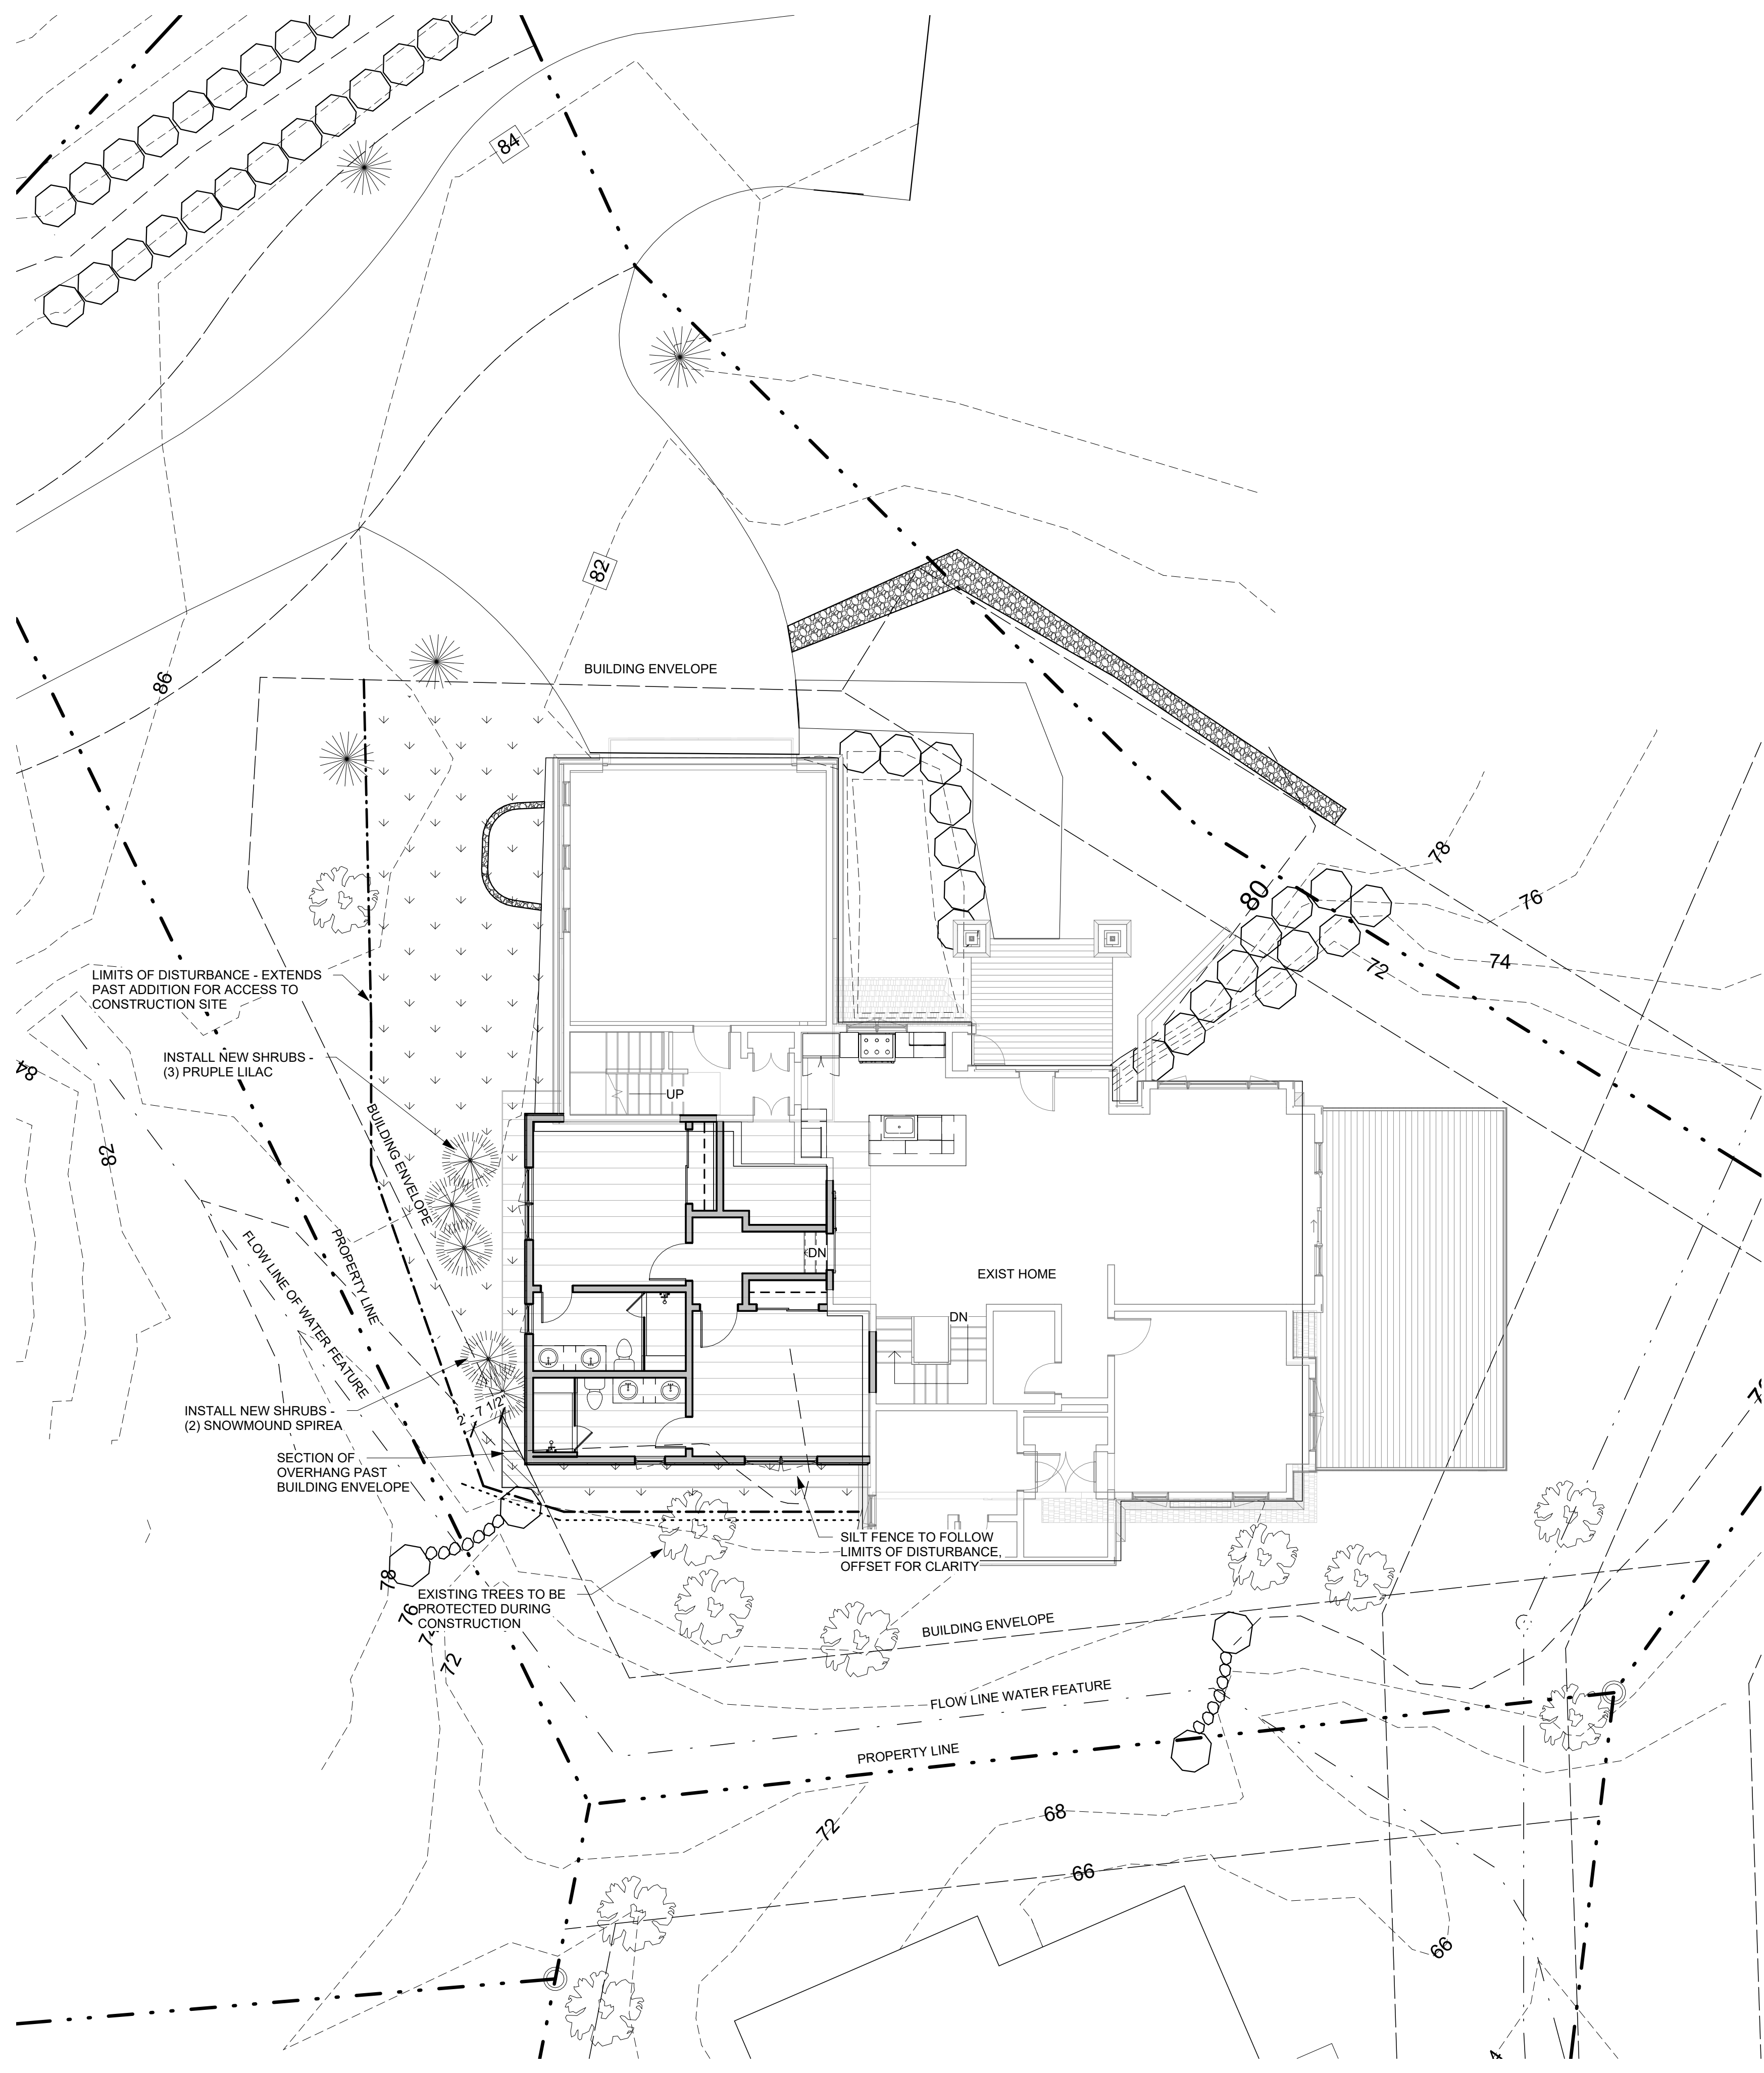 84
82
BUILDING ENVELOPE
86
78
80
76
74
72
LIMITS OF DISTURBANCE - EXTENDS
PAST ADDITION FOR ACCESS TO
CONSTRUCTION SITE
INSTALL NEW SHRUBS -
(3) PRUPLE LILAC
84
UP
BUILDING ENVELOPE
82
PROPERTY LINE
FLOW LINE OF WATER FEATURE
DN
EXIST HOME
DN
INSTALL NEW SHRUBS -
(2) SNOWMOUND SPIREA
2' - 7 1/2"
SECTION OF
OVERHANG PAST
BUILDING ENVELOPE
SILT FENCE TO FOLLOW
LIMITS OF DISTURBANCE,
OFFSET FOR CLARITY
78
EXISTING TREES TO BE
PROTECTED DURING
CONSTRUCTION
76
72
BUILDING ENVELOPE
FLOW LINE WATER FEATURE
PROPERTY LINE
72
68
66
66